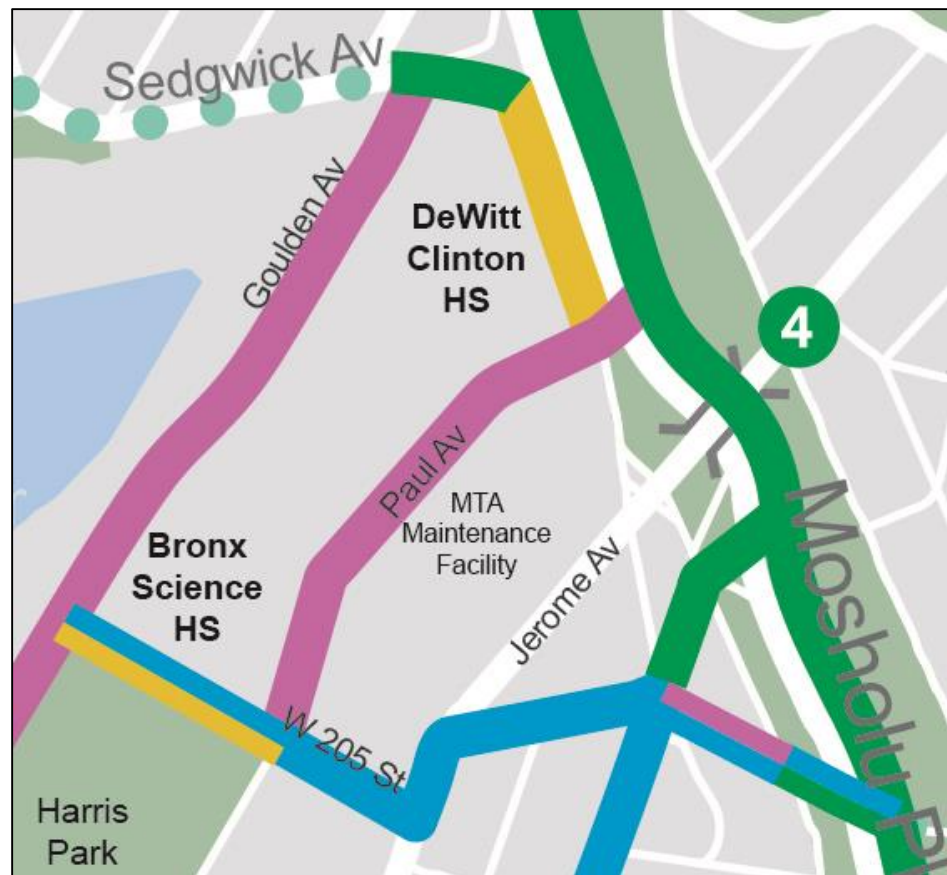 Sedgwick Av
Goulden Av
DeWitt
Clinton
HS
4
Paul Av
MTA
Maintenance
Facility
Bronx
Science
HS
Jerome Av
Mosholu P
W 205 St
Harris
Park